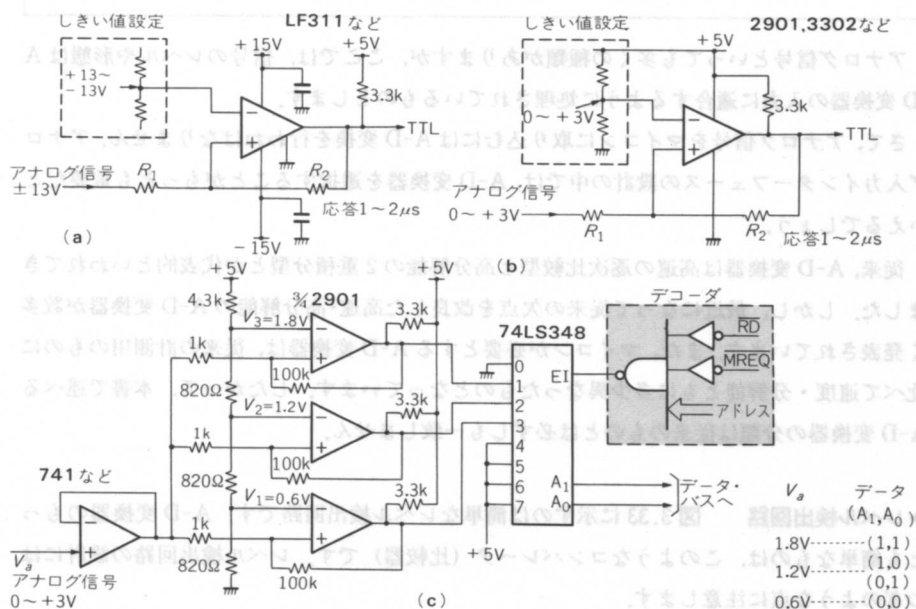 しきい値設定
LF311など
+15V
+5V
+13~
-13V
3.3k
TTL
アナログ信号
±13V
R1
R2
応答1~2μs
-15V
(a)
しきい値設定
2901,3302など
+5V
3.3k
0~+3V
TTL
アナログ信号
0~+3V
R1
R2
応答1~2μs
(b)
+5V
4.3k
¾ 2901
+5V
3.3k
V3=1.8V
1k
100k
820Ω
3.3k
V2=1.2V
1k
100k
820Ω
3.3k
V1=0.6V
741など
1k
100k
820Ω
Va
アナログ信号
0~+3V
(c)
74LS348
0
1
2
3
4
5
6
7
EI
A1
A0
+5V
デコーダ
RD
MREQ
アドレス
データ・
バスへ
Va データ
(A1,A0)
1.8V (1,1)
(1,0)
1.2V
(0,1)
0.6V (0,0)